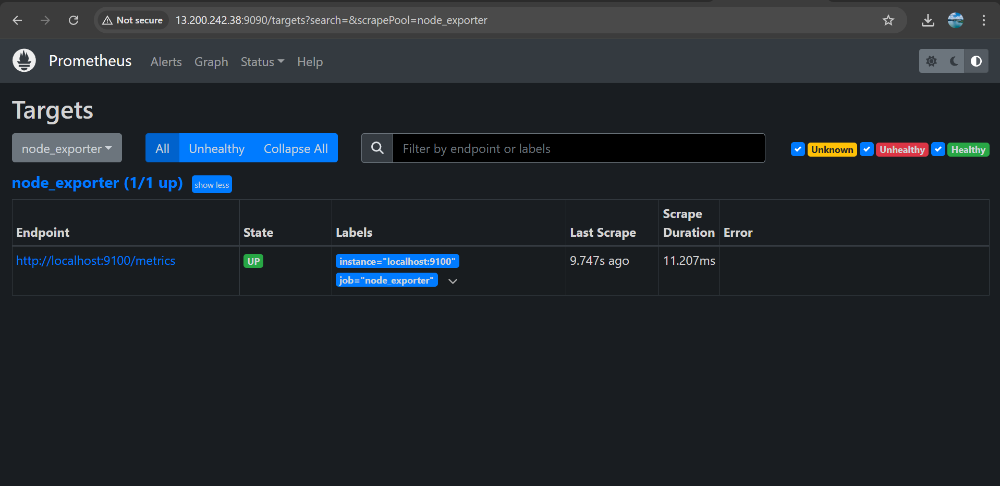 Not secure 13.200.242.38:9090/targets?search=&scrapePool=node_exporter
Prometheus Alerts Graph Status Help
Targets
node_exporter All Unhealthy Collapse All Filter by endpoint or labels Unknown Unhealthy Healthy
node_exporter (1/1 up) show less
Endpoint State Labels Last Scrape Scrape Duration Error
http://localhost:9100/metrics UP instance="localhost:9100" 9.747s ago 11.207ms
job="node_exporter"